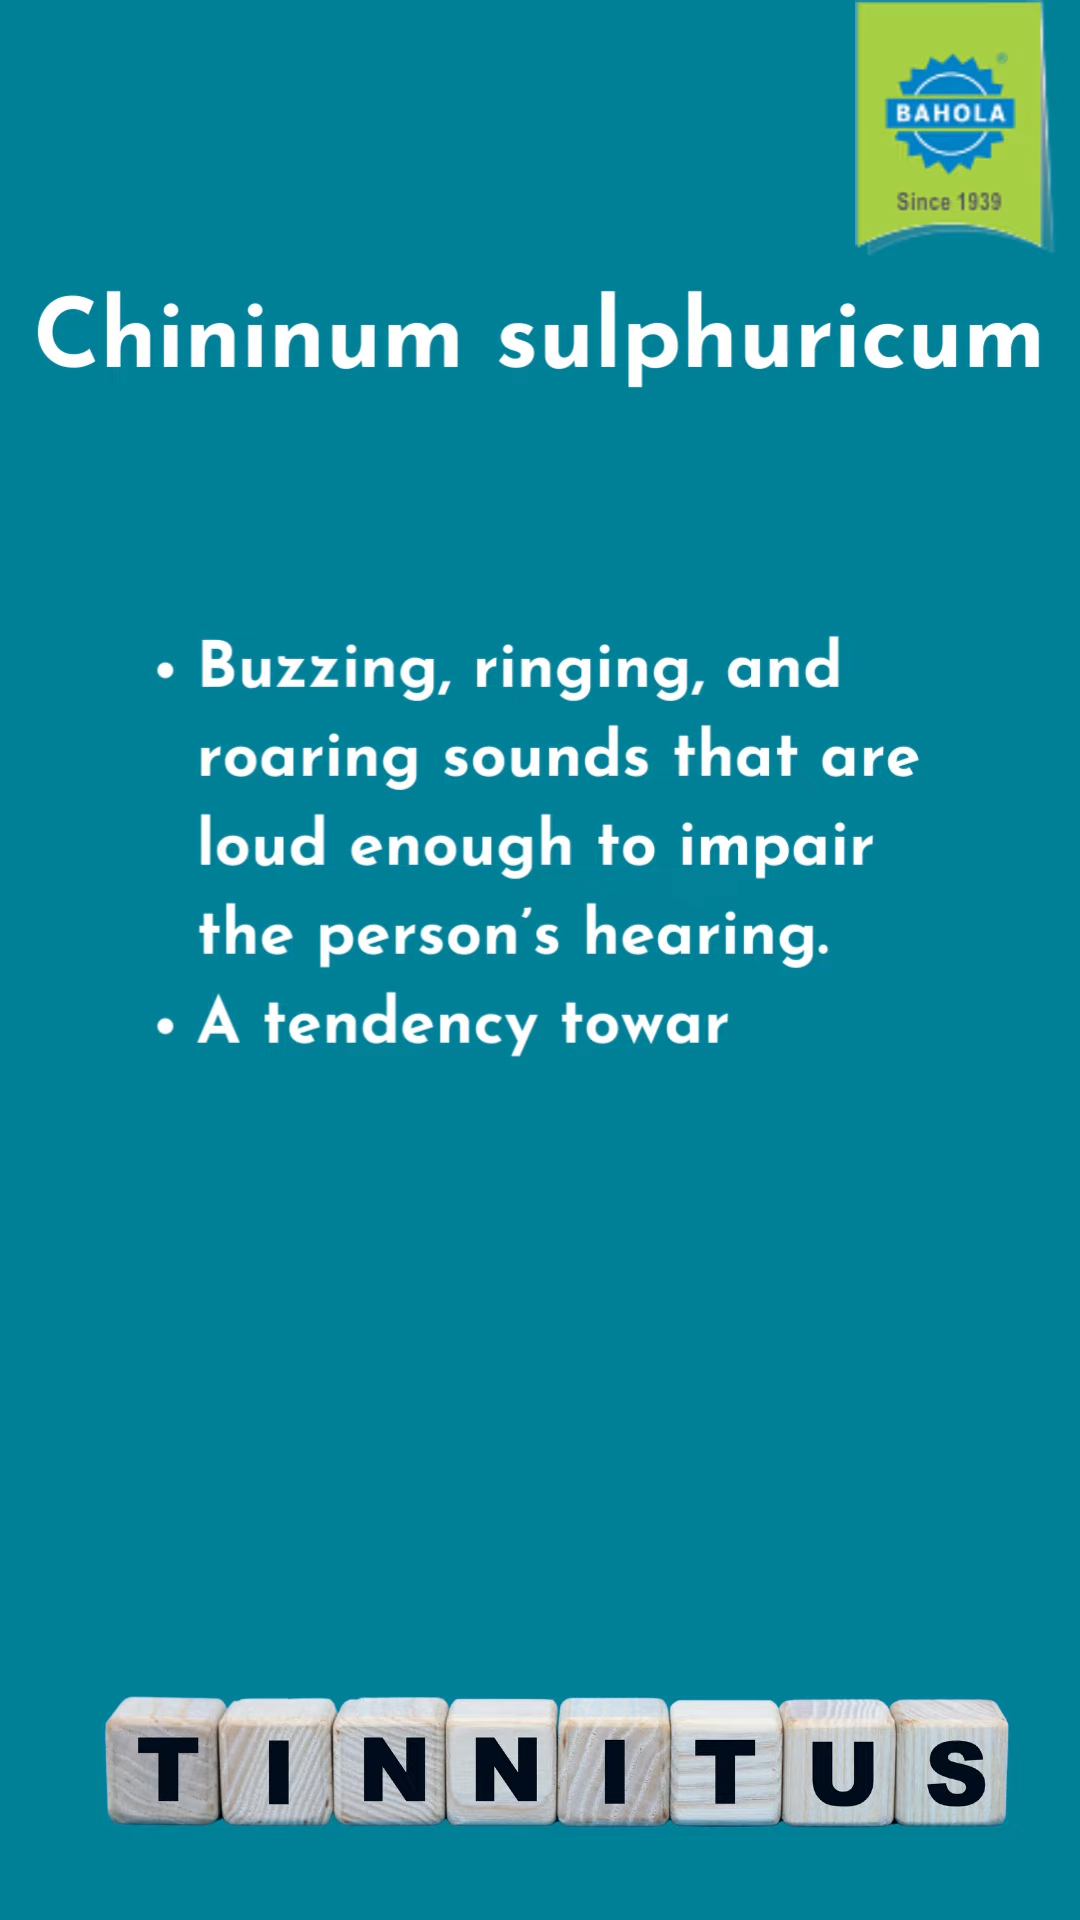 BAHOLA
®
Since 1939
Chininum sulphuricum
• Buzzing, ringing, and
roaring sounds that are
loud enough to impair
the person’s hearing.
• A tendency towar
TINNITUS